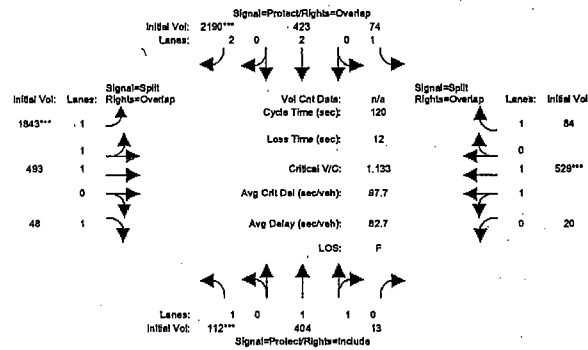 Signal=Protect/Rights=Overlap
Initial Vol: 2190*** 423 74
Lanes: 2 0 2 0 1
Signal=Split
Initial Vol: Lanes: Rights=Overlap
Vol Cnt Date: n/a
Signal=Split
Rights=Overlap Lanes: Initial Vol:
Cycle Time (sec): 120
1843*** 1
1 84
Loss Time (sec): 12
1
0
493 1
Critical V/C: 1.133
1 529***
0
Avg Crit Del (sec/veh): 97.7
1
48 1
Avg Delay (sec/veh): 82.7
0 20
LOS: F
Lanes: 1 0 1 1 0
Initial Vol: 112*** 404 13
Signal=Protect/Rights=Include